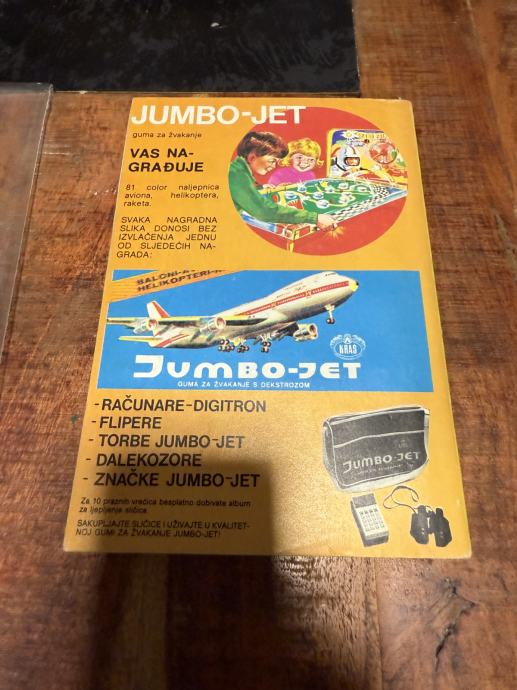 JUMBO-JET
guma za žvakanje
VAS NA-
GRAĐUJE
81 color naljepnica
aviona, helikoptera,
raketa.
SVAKA NAGRADNA
SLIKA DONOSI BEZ
IZVLAČENJA JEDNU
OD SLJEDEĆIH NA-
GRADA:
HELIKOPTERI
KRAŠ
JUMBO-JET
GUMA ZA ŽVAKANJE S DEKSTROZOM
-RAČUNARE-DIGITRON
-FLIPERE
- TORBE JUMBO-JET
- DALEKOZORE
- ZNAČKE JUMBO-JET
JUMBO-JET
Za 10 praznih vrećica besplatno dobivate album
za ljepljenje sličica.
SAKUPLJAJTE SLIČICE I UŽIVAJTE U KVALITET-
NOJ GUMI ZA ŽVAKANJE JUMBO-JET!